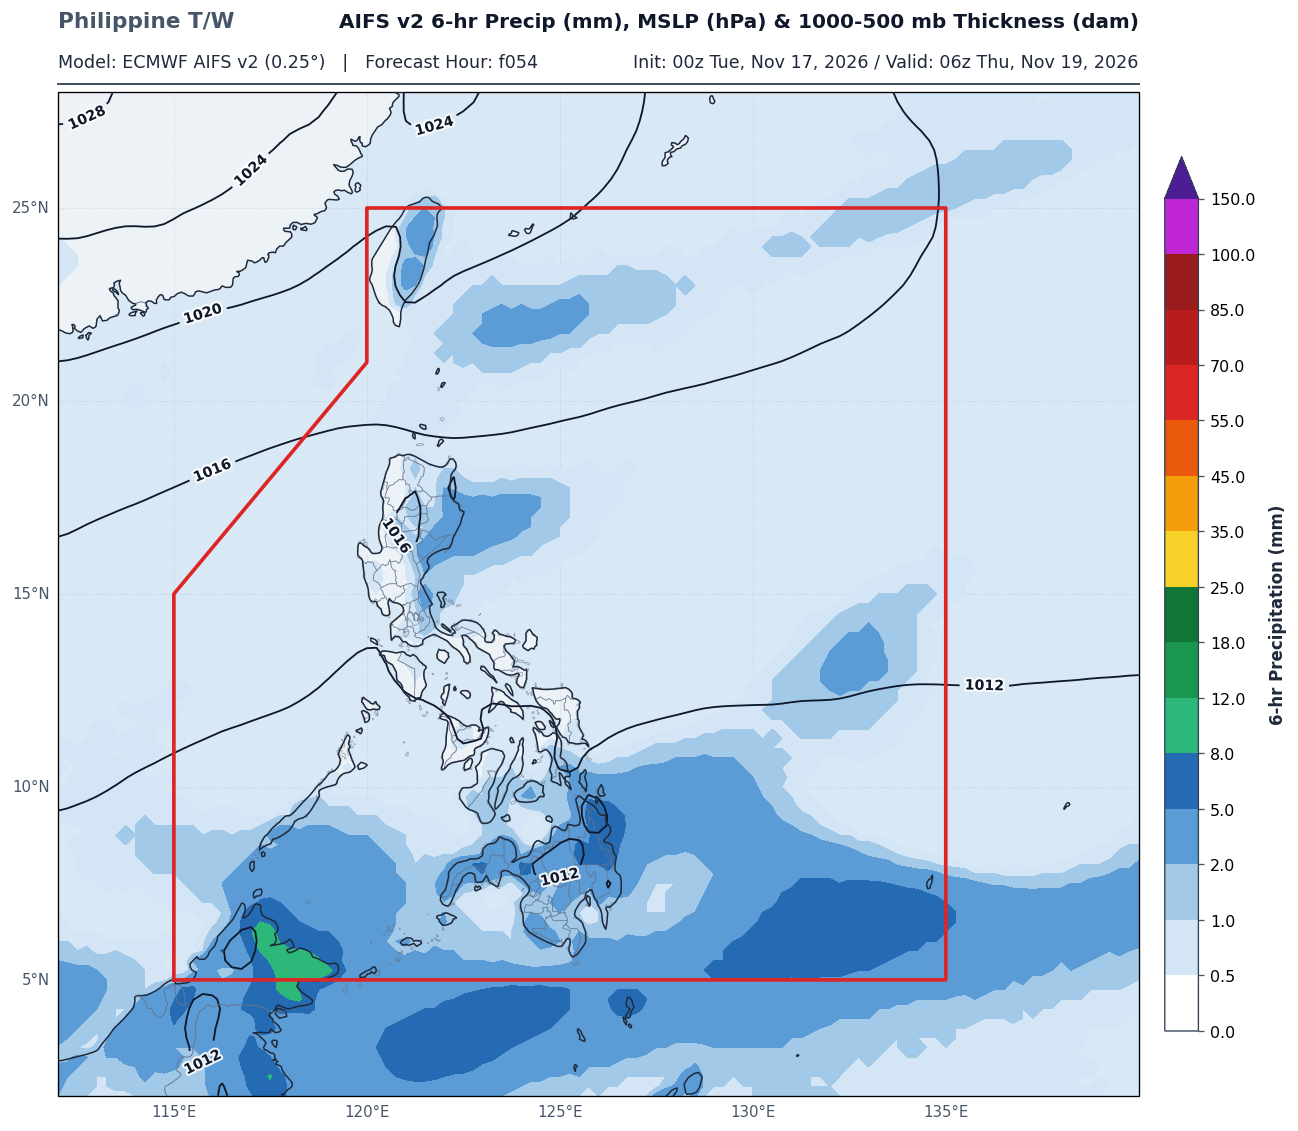 Philippine T/W
AIFS v2 6-hr Precip (mm), MSLP (hPa) & 1000-500 mb Thickness (dam)
Model: ECMWF AIFS v2 (0.25°) | Forecast Hour: f054
Init: 00z Tue, Nov 17, 2026 / Valid: 06z Thu, Nov 19, 2026
1028
1024
1024
1020
1016
1016
1012
1012
1012
25°N
20°N
15°N
10°N
5°N
115°E
120°E
125°E
130°E
135°E
150.0
100.0
85.0
70.0
55.0
45.0
35.0
25.0
18.0
12.0
8.0
5.0
2.0
1.0
0.5
0.0
6-hr Precipitation (mm)